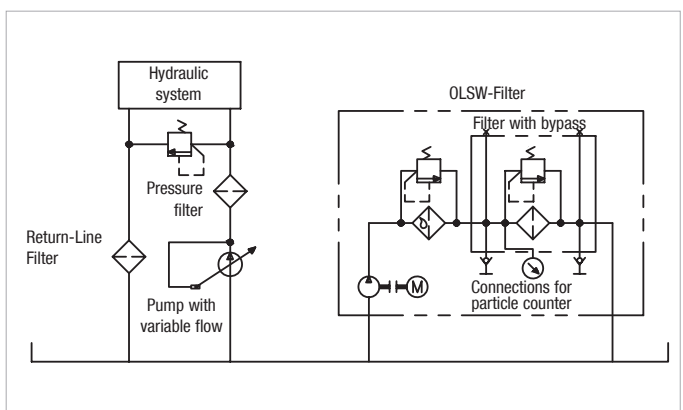 Hydraulic
system
OLSW-Filter
Filter with bypass
Pressure
filter
Return-Line
Filter
M
Pump with
variable flow
Connections for
particle counter